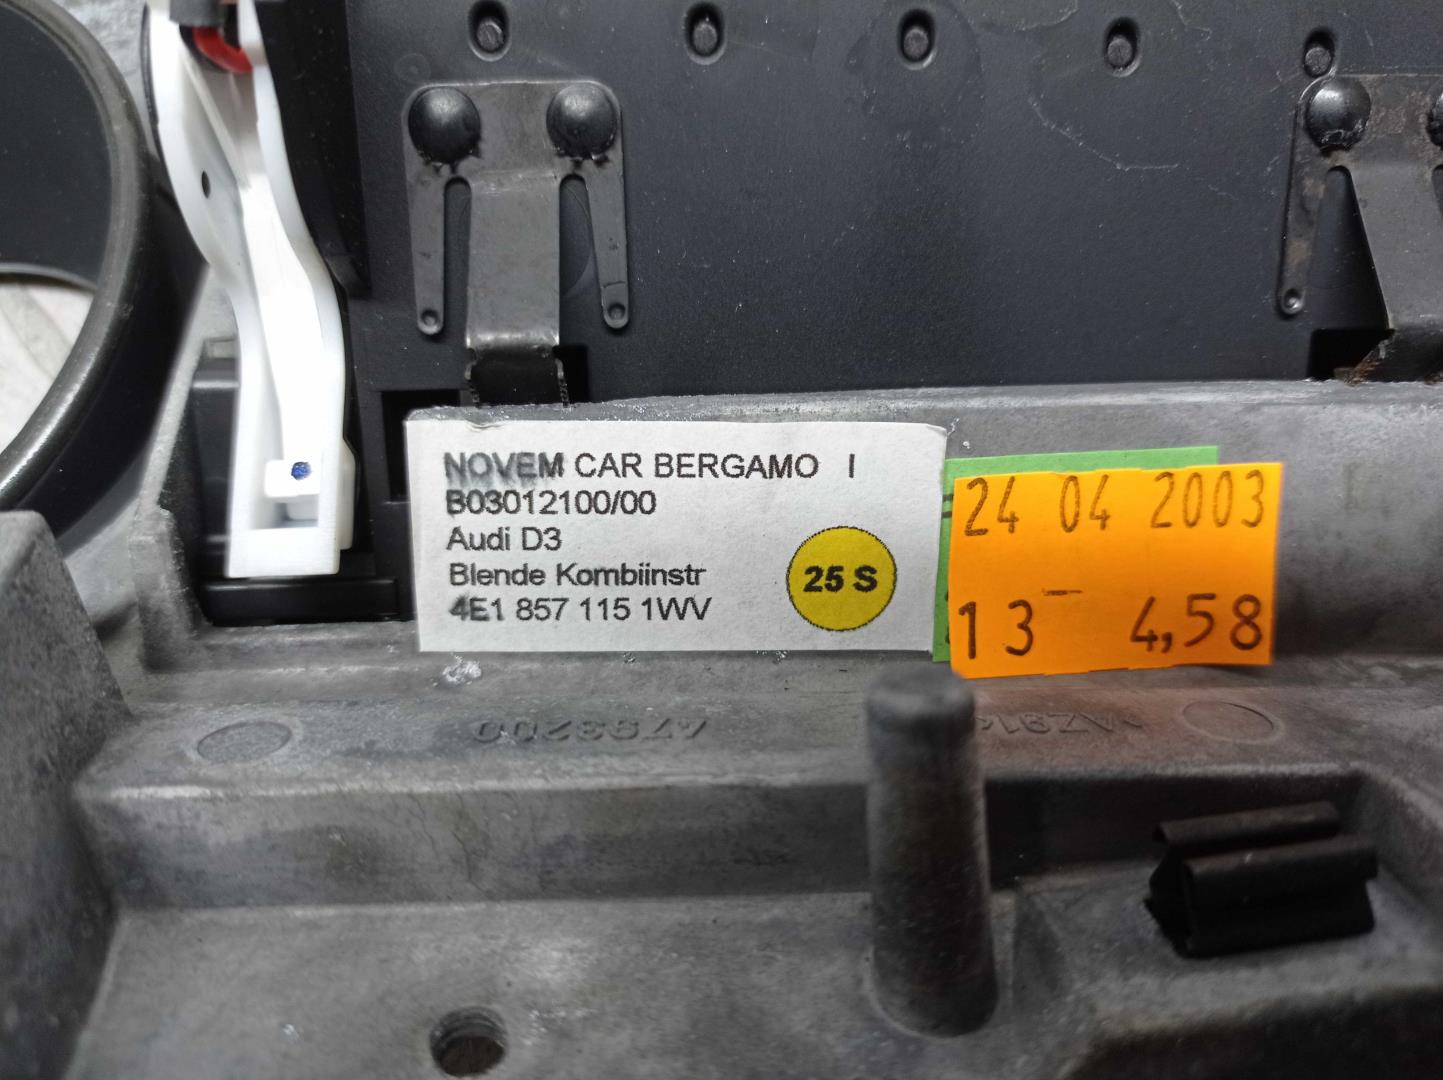 NOVEM CAR BERGAMO I
B03012100/00
Audi D3
Blende Kombiinstr
4E1 857 115 1WV
25 S
24 04 2003
13 - 4,58
4793200